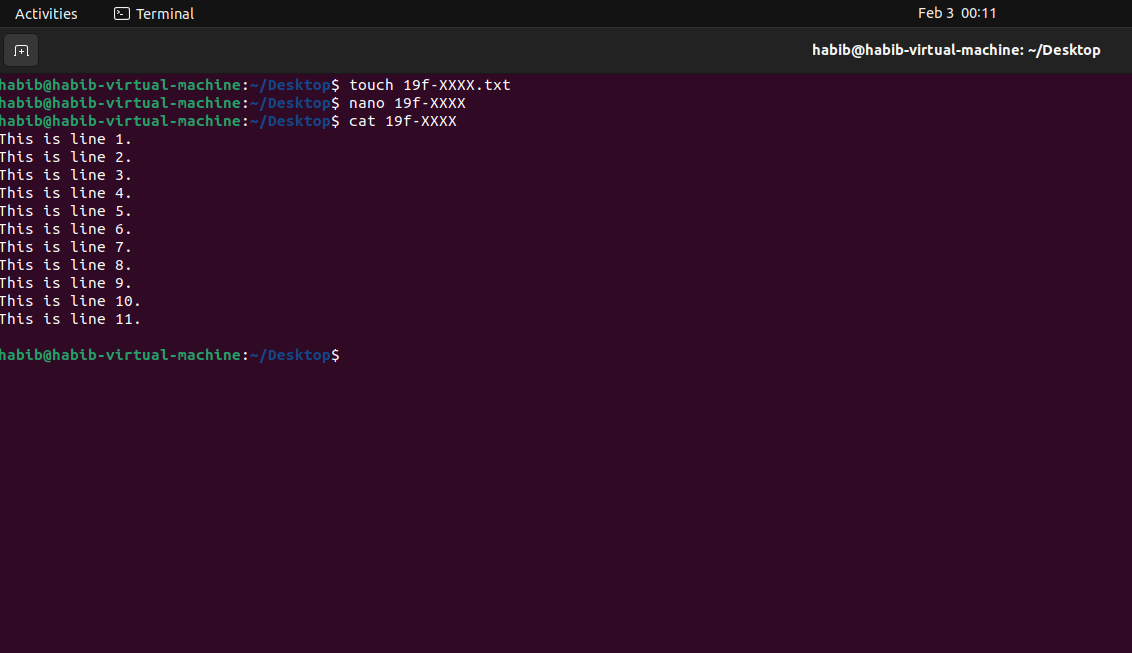 Activities Terminal Feb 3 00:11
habib@habib-virtual-machine: ~/Desktop
habib@habib-virtual-machine:~/Desktop$ touch 19f-XXXX.txt
habib@habib-virtual-machine:~/Desktop$ nano 19f-XXXX
habib@habib-virtual-machine:~/Desktop$ cat 19f-XXXX
This is line 1.
This is line 2.
This is line 3.
This is line 4.
This is line 5.
This is line 6.
This is line 7.
This is line 8.
This is line 9.
This is line 10.
This is line 11.
habib@habib-virtual-machine:~/Desktop$